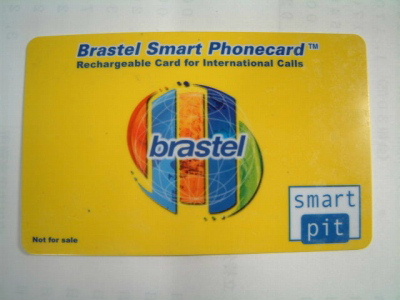 Brastel Smart Phonecard™
Rechargeable Card for International Calls
brastel
smart
pit
Not for sale